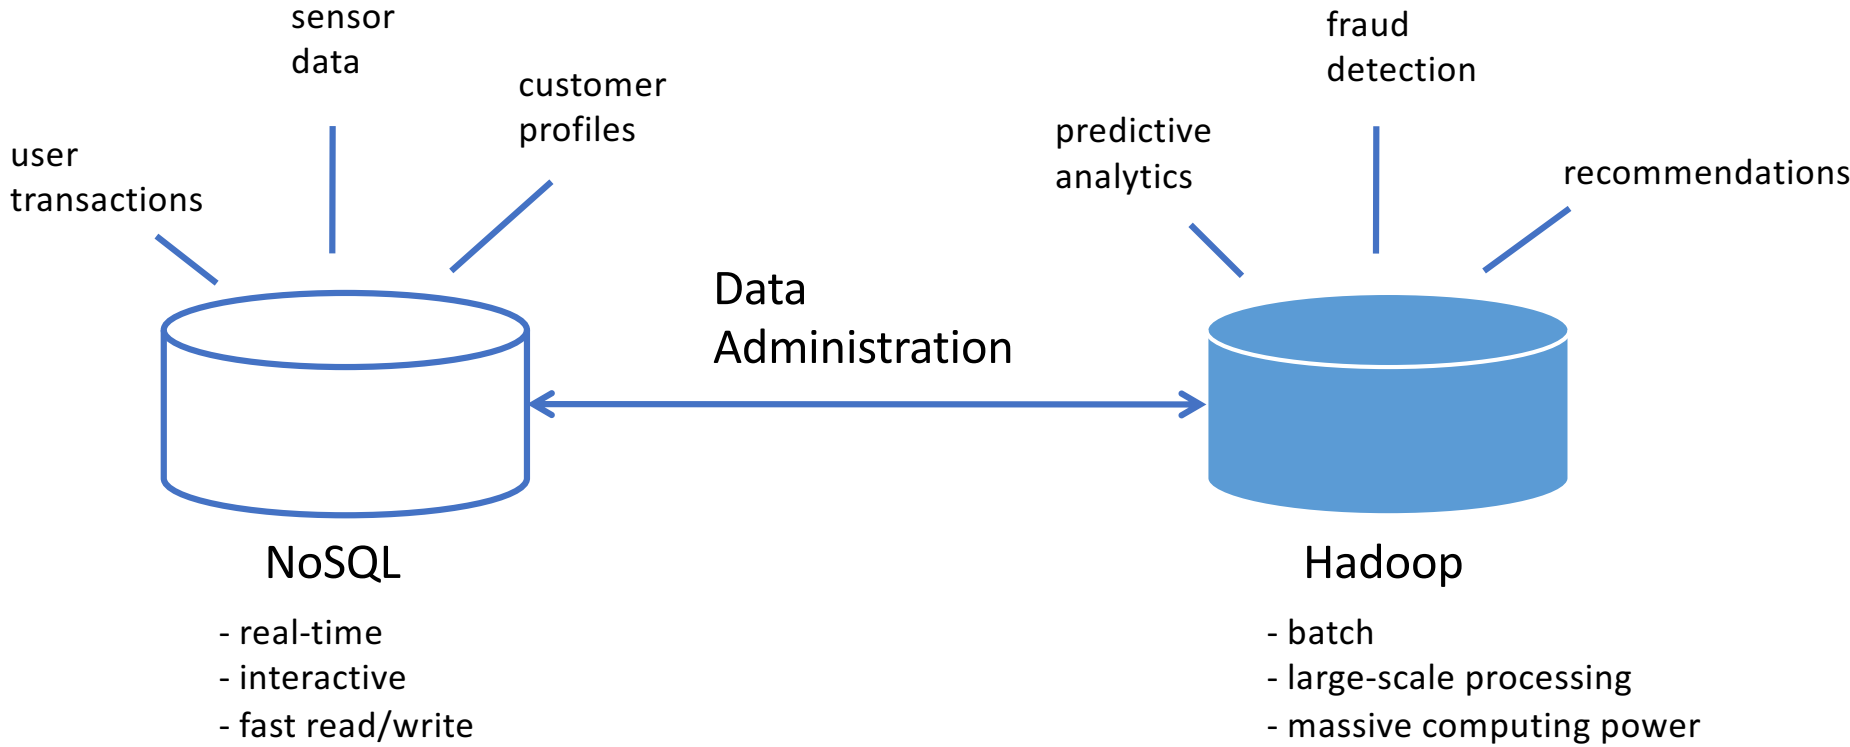 sensor
data
customer
profiles
user
transactions
fraud
detection
predictive
analytics
recommendations
Data
Administration
NoSQL
- real-time
- interactive
- fast read/write
Hadoop
- batch
- large-scale processing
- massive computing power